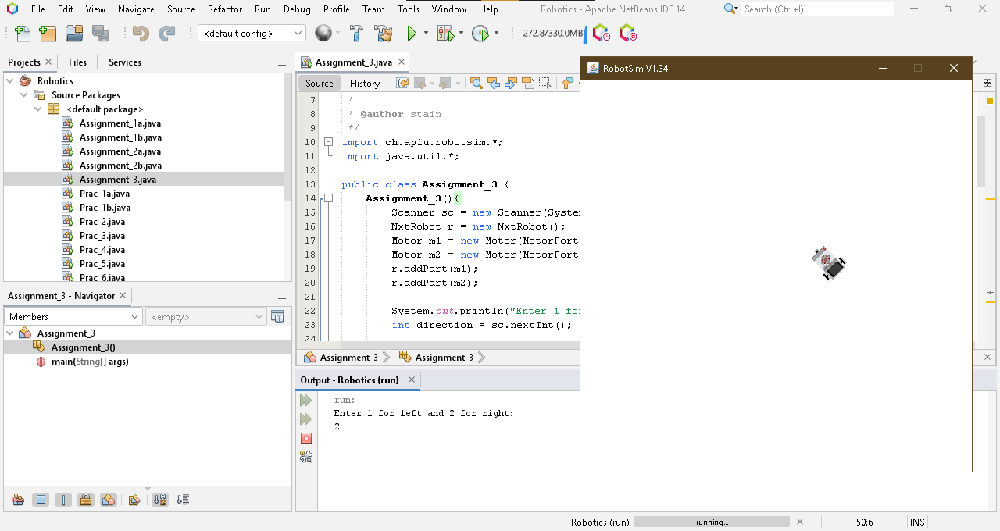 File Edit View Navigate Source Refactor Run Debug Profile Team Tools Window Help
Robotics - Apache NetBeans IDE 14
Search (Ctrl+I)
<default config>
272.8/330.0MB
Projects
Files
Services
Robotics
Source Packages
<default package>
Assignment_1a.java
Assignment_1b.java
Assignment_2a.java
Assignment_2b.java
Assignment_3.java
Prac_1a.java
Prac_1b.java
Prac_2.java
Prac_3.java
Prac_4.java
Prac_5.java
Prac_6.java
Assignment_3 - Navigator
Members
<empty>
Assignment_3
Assignment_3()
main(String[] args)
Assignment_3.java
Source History
7 *
8 * @author stain
9 */
10 import ch.aplu.robotsim.*;
11 import java.util.*;
12
13 public class Assignment_3 {
14 Assignment_3(){
15 Scanner sc = new Scanner(Syste
16 NxtRobot r = new NxtRobot();
17 Motor m1 = new Motor(MotorPort
18 Motor m2 = new Motor(MotorPort
19 r.addPart(m1);
20 r.addPart(m2);
21
22 System.out.println("Enter 1 fo
23 int direction = sc.nextInt();
24
Assignment_3 Assignment_3
Output - Robotics (run)
run:
Enter 1 for left and 2 for right:
2
RobotSim V1.34
Robotics (run)
running...
50:6
INS